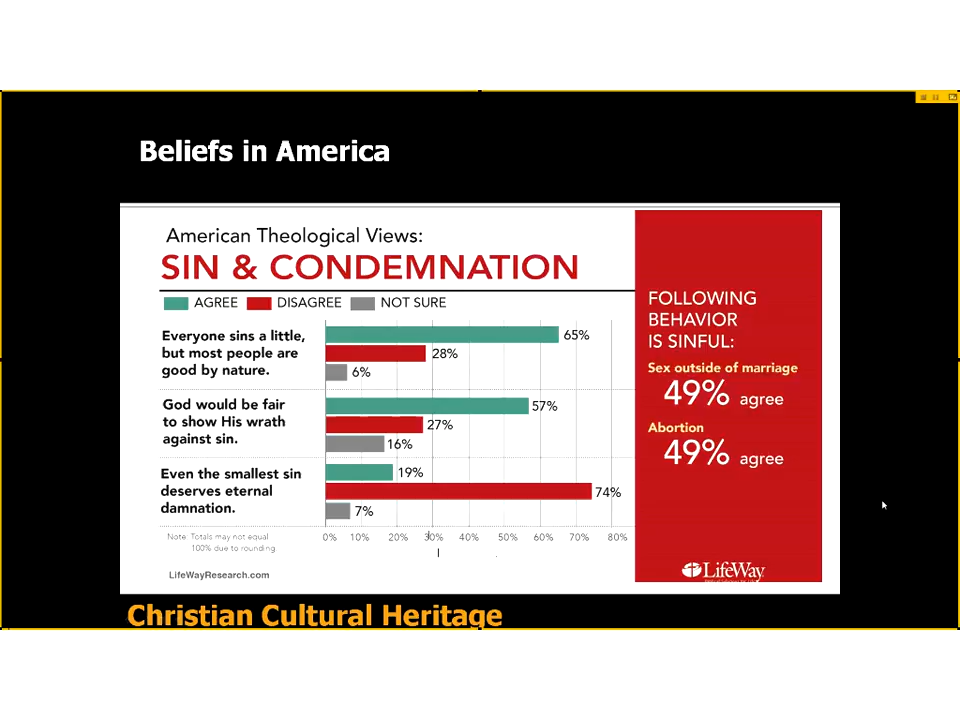 Beliefs in America
American Theological Views:
SIN & CONDEMNATION
AGREE DISAGREE NOT SURE
Everyone sins a little,
but most people are
good by nature.
65%
28%
6%
God would be fair
to show His wrath
against sin.
57%
27%
16%
Even the smallest sin
deserves eternal
damnation.
19%
74%
7%
0% 10% 20% 30% 40% 50% 60% 70% 80%
Note: Totals may not equal
100% due to rounding
LifeWayResearch.com
FOLLOWING
BEHAVIOR
IS SINFUL:
Sex outside of marriage
49% agree
Abortion
49% agree
LifeWay
Christian Cultural Heritage